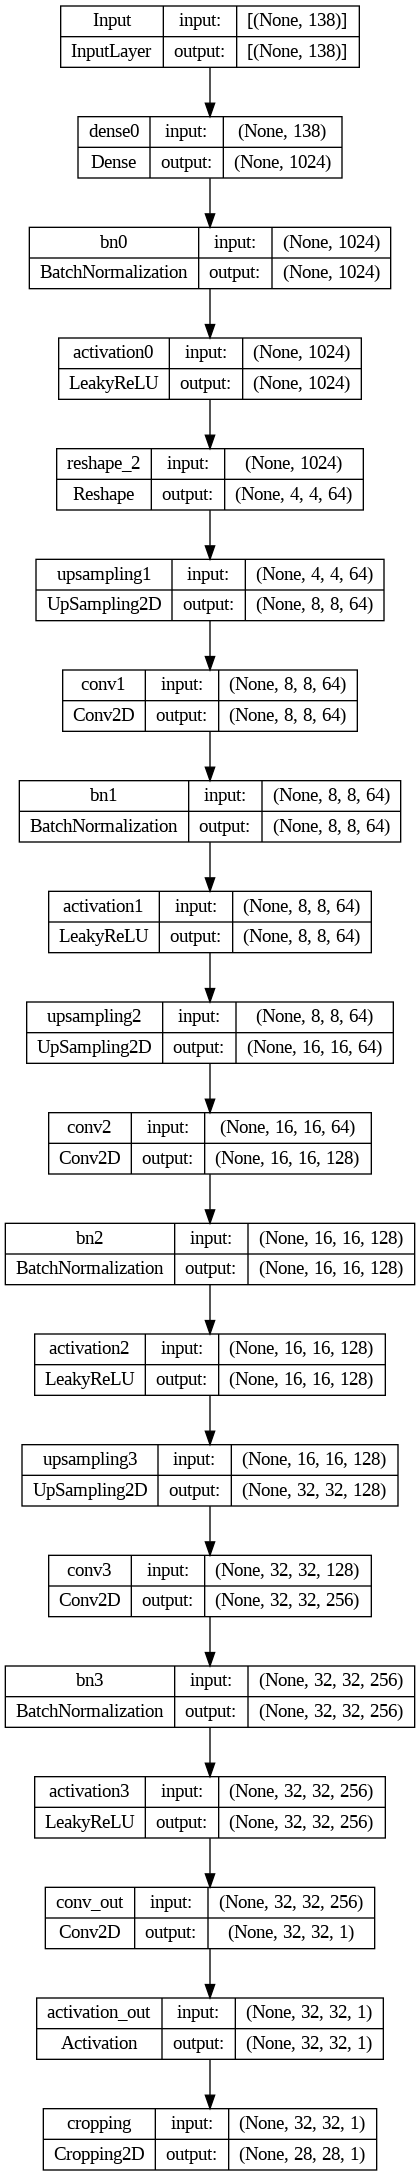 Input input: [(None, 138)]
InputLayer output: [(None, 138)]
dense0 input: (None, 138)
Dense output: (None, 1024)
bn0 input: (None, 1024)
BatchNormalization output: (None, 1024)
activation0 input: (None, 1024)
LeakyReLU output: (None, 1024)
reshape_2 input: (None, 1024)
Reshape output: (None, 4, 4, 64)
upsampling1 input: (None, 4, 4, 64)
UpSampling2D output: (None, 8, 8, 64)
conv1 input: (None, 8, 8, 64)
Conv2D output: (None, 8, 8, 64)
bn1 input: (None, 8, 8, 64)
BatchNormalization output: (None, 8, 8, 64)
activation1 input: (None, 8, 8, 64)
LeakyReLU output: (None, 8, 8, 64)
upsampling2 input: (None, 8, 8, 64)
UpSampling2D output: (None, 16, 16, 64)
conv2 input: (None, 16, 16, 64)
Conv2D output: (None, 16, 16, 128)
bn2 input: (None, 16, 16, 128)
BatchNormalization output: (None, 16, 16, 128)
activation2 input: (None, 16, 16, 128)
LeakyReLU output: (None, 16, 16, 128)
upsampling3 input: (None, 16, 16, 128)
UpSampling2D output: (None, 32, 32, 128)
conv3 input: (None, 32, 32, 128)
Conv2D output: (None, 32, 32, 256)
bn3 input: (None, 32, 32, 256)
BatchNormalization output: (None, 32, 32, 256)
activation3 input: (None, 32, 32, 256)
LeakyReLU output: (None, 32, 32, 256)
conv_out input: (None, 32, 32, 256)
Conv2D output: (None, 32, 32, 1)
activation_out input: (None, 32, 32, 1)
Activation output: (None, 32, 32, 1)
cropping input: (None, 32, 32, 1)
Cropping2D output: (None, 28, 28, 1)